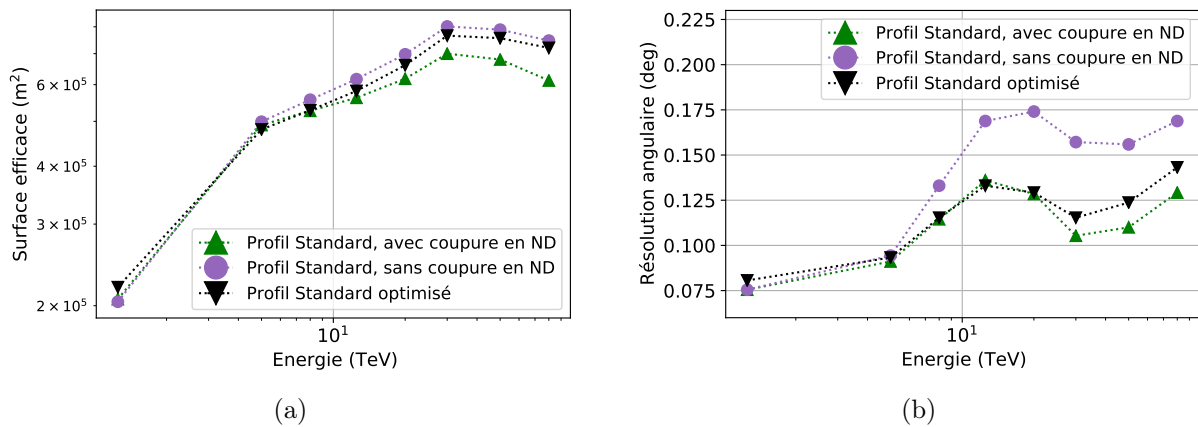 Surface efficace (m²)
6 × 10⁵
4 × 10⁵
3 × 10⁵
2 × 10⁵
Profil Standard, avec coupure en ND
Profil Standard, sans coupure en ND
Profil Standard optimisé
10¹
Energie (TeV)
(a)
Résolution angulaire (deg)
0.225
0.200
0.175
0.150
0.125
0.100
0.075
Profil Standard, avec coupure en ND
Profil Standard, sans coupure en ND
Profil Standard optimisé
10¹
Energie (TeV)
(b)